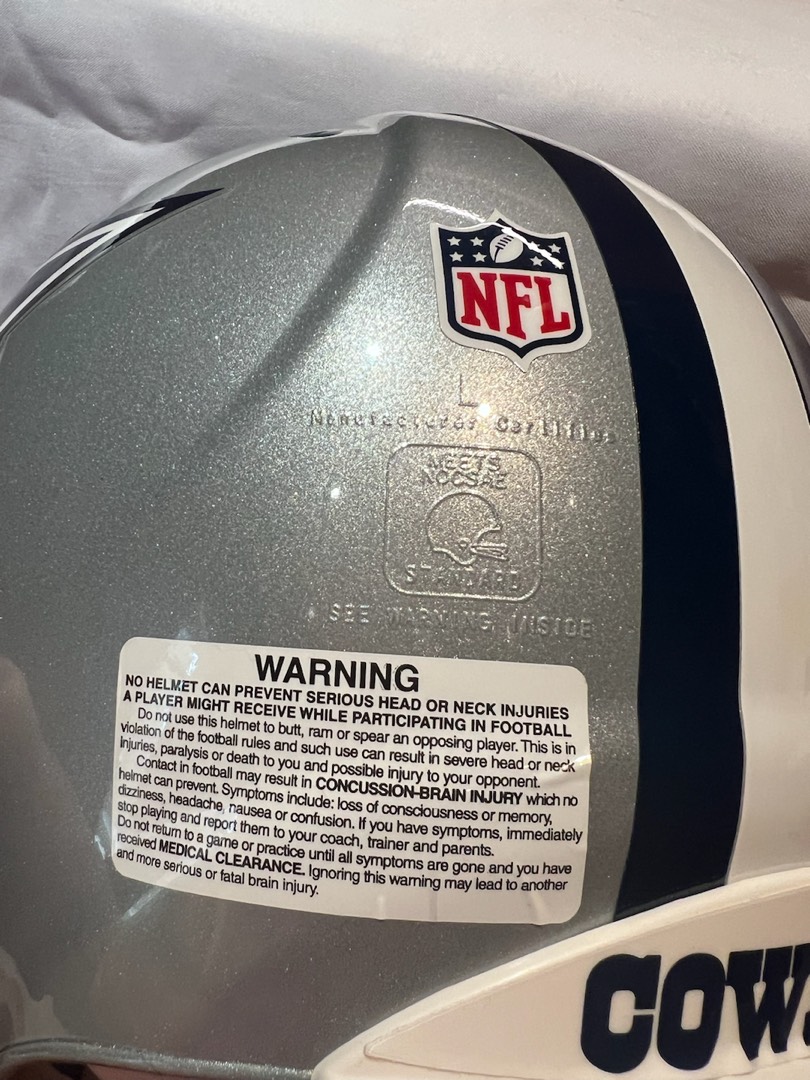 NFL
L
Manufacturer Certifies
MEETS
NOCSAE
STANDARD
SEE WARNING INSIDE
WARNING
NO HELMET CAN PREVENT SERIOUS HEAD OR NECK INJURIES
A PLAYER MIGHT RECEIVE WHILE PARTICIPATING IN FOOTBALL
Do not use this helmet to butt, ram or spear an opposing player. This is in
violation of the football rules and such use can result in severe head or neck
injuries, paralysis or death to you and possible injury to your opponent.
Contact in football may result in CONCUSSION-BRAIN INJURY which no
helmet can prevent. Symptoms include: loss of consciousness or memory,
dizziness, headache, nausea or confusion. If you have symptoms, immediately
stop playing and report them to your coach, trainer and parents.
Do not return to a game or practice until all symptoms are gone and you have
received MEDICAL CLEARANCE. Ignoring this warning may lead to another
and more serious or fatal brain injury.
COW